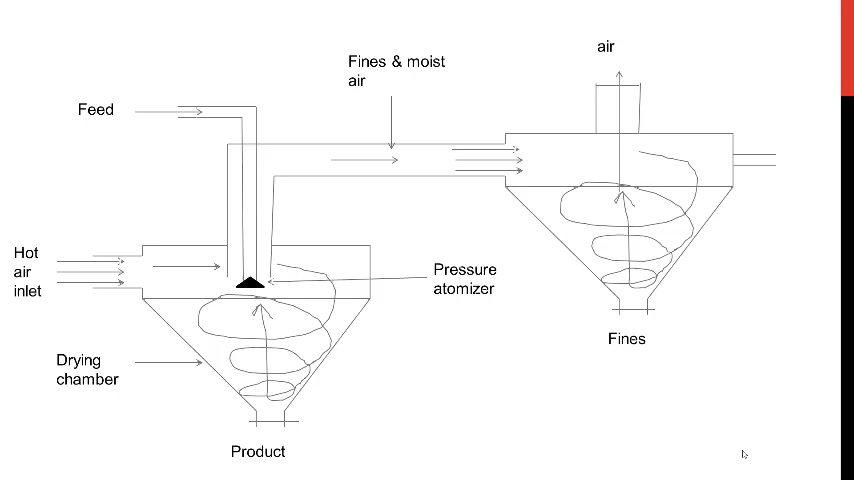 air
Fines & moist
air
Feed
Hot
air
inlet
Pressure
atomizer
Fines
Drying
chamber
Product